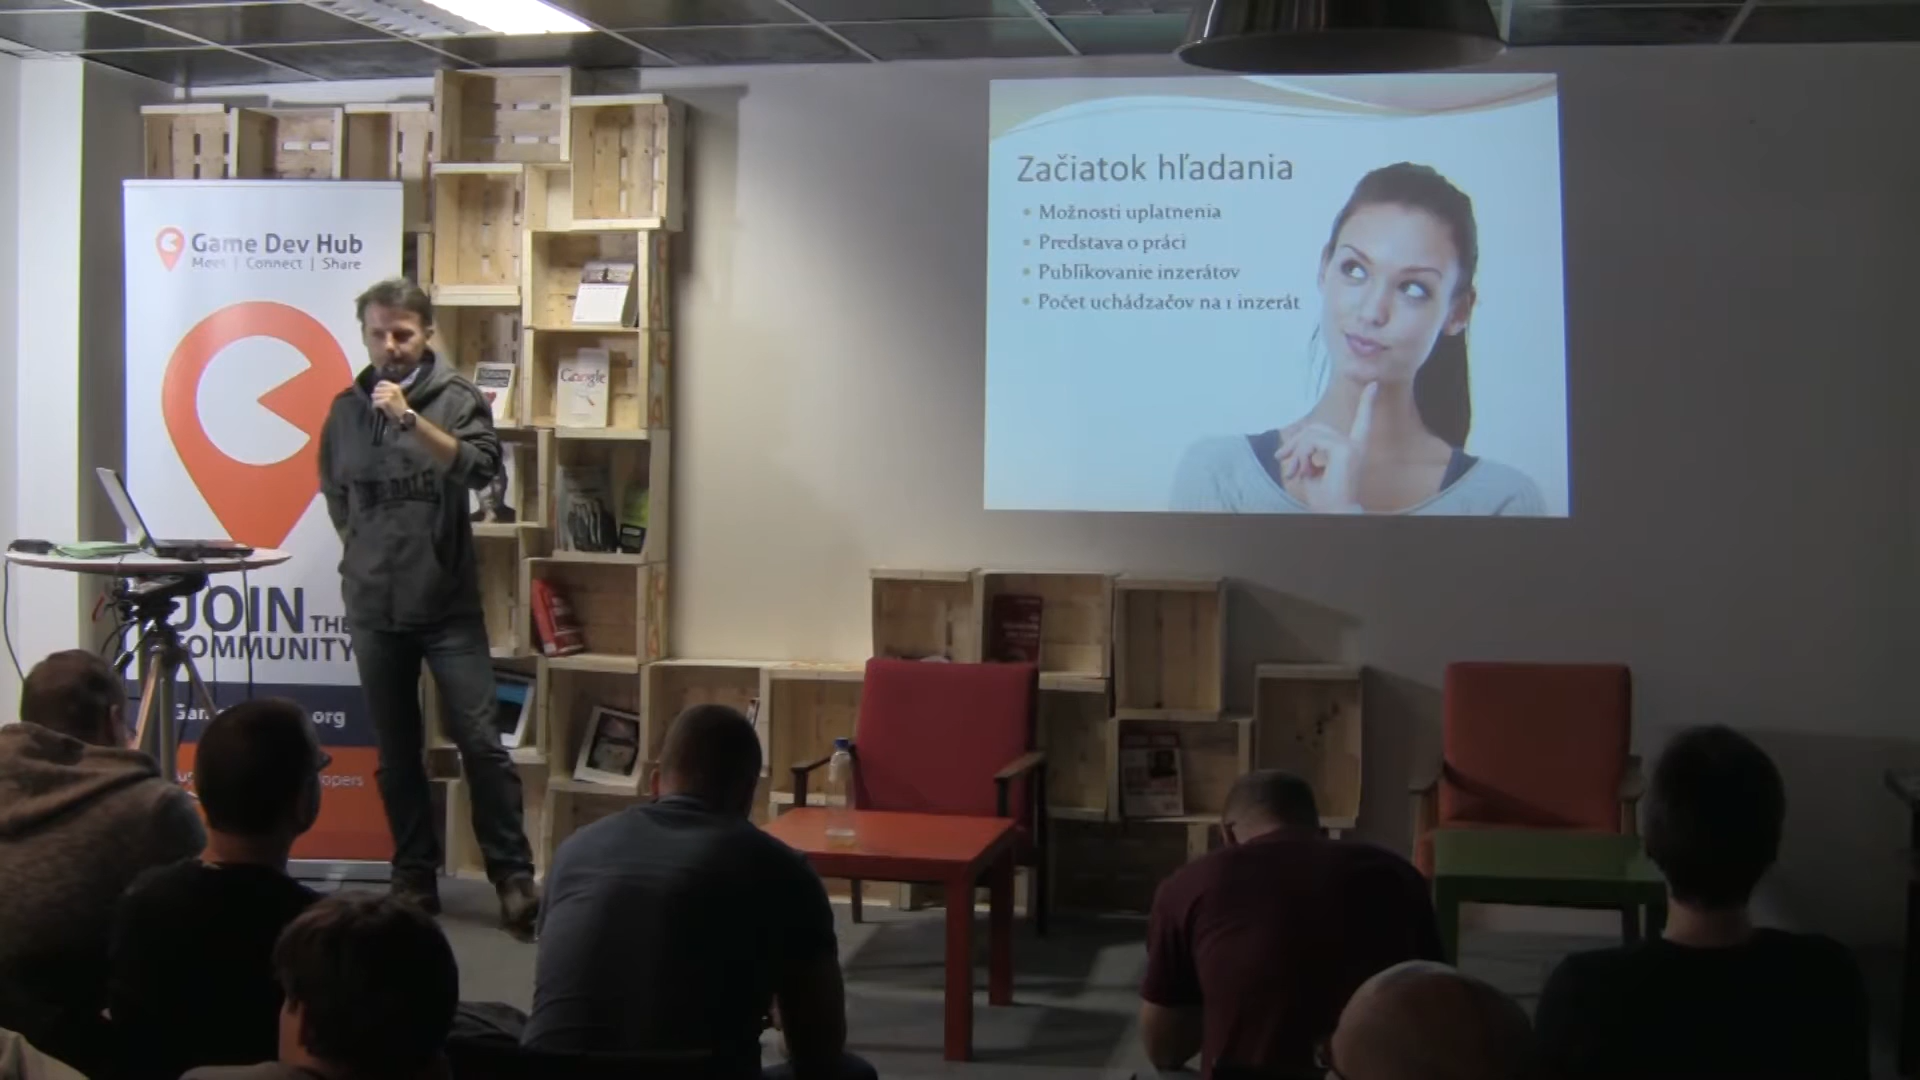 Game Dev Hub
Meet | Connect | Share
JOIN THE
COMMUNITY
.org
Google
Začiatok hľadania
• Možnosti uplatnenia
• Predstava o práci
• Publikovanie inzerátov
• Počet uchádzačov na 1 inzerát